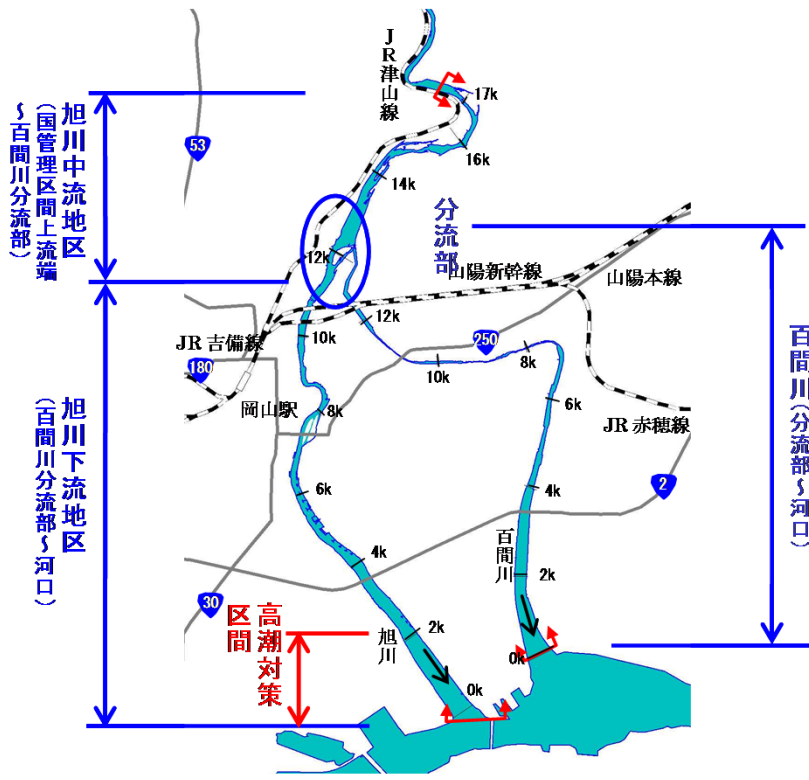 JR津山線
17k
16k
53
14k
旭川中流地区
（国管理区間上流端
～百間川分流部）
分流部
12k
山陽新幹線
山陽本線
12k
10k
250
JR吉備線
180
10k
8k
岡山駅
8k
6k
JR赤穂線
百間川（分流部～河口）
旭川下流地区
（百間川分流部～河口）
6k
4k
2
4k
百間川
2k
30
高潮対策
区間
2k
旭川
0k
0k